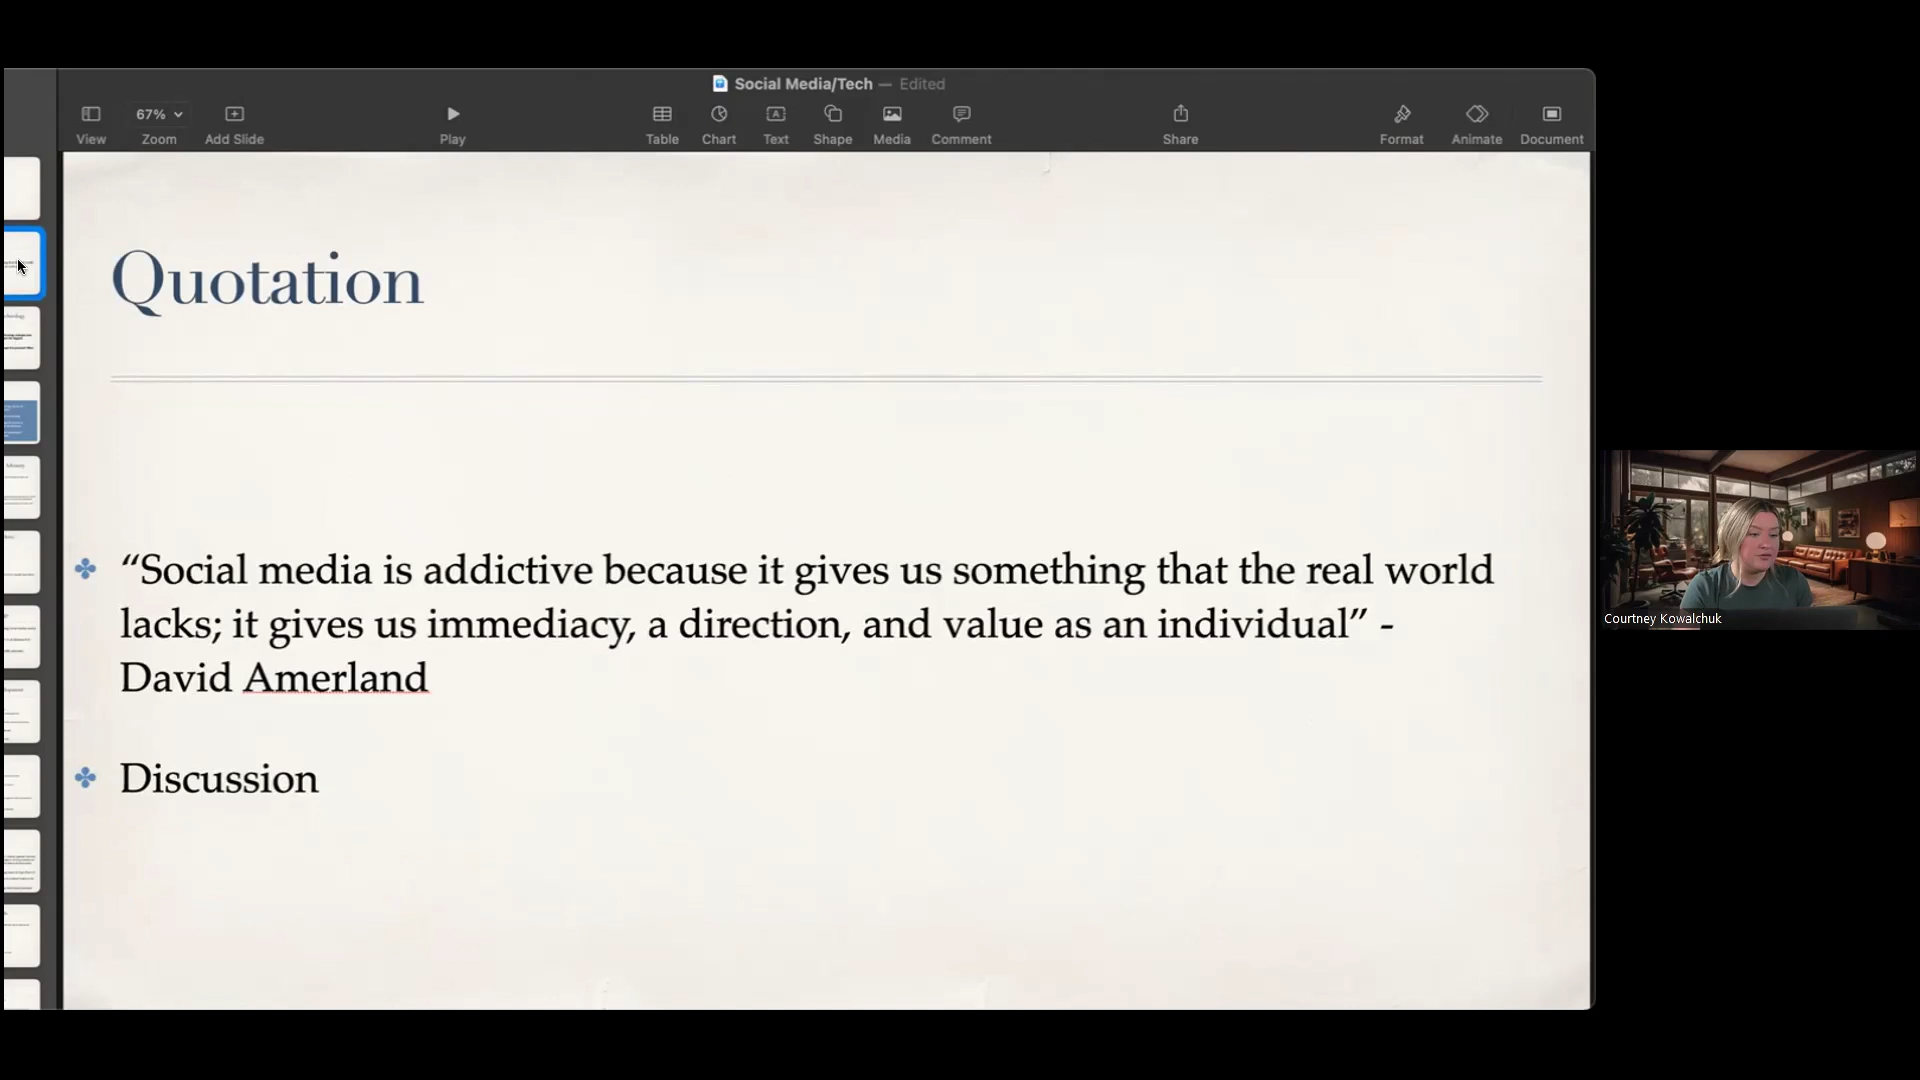 Social Media/Tech — Edited
67%
View
Zoom
Add Slide
Play
Table
Chart
Text
Shape
Media
Comment
Share
Format
Animate
Document
Quotation
“Social media is addictive because it gives us something that the real world
lacks; it gives us immediacy, a direction, and value as an individual” -
David Amerland
Discussion
Courtney Kowalchuk